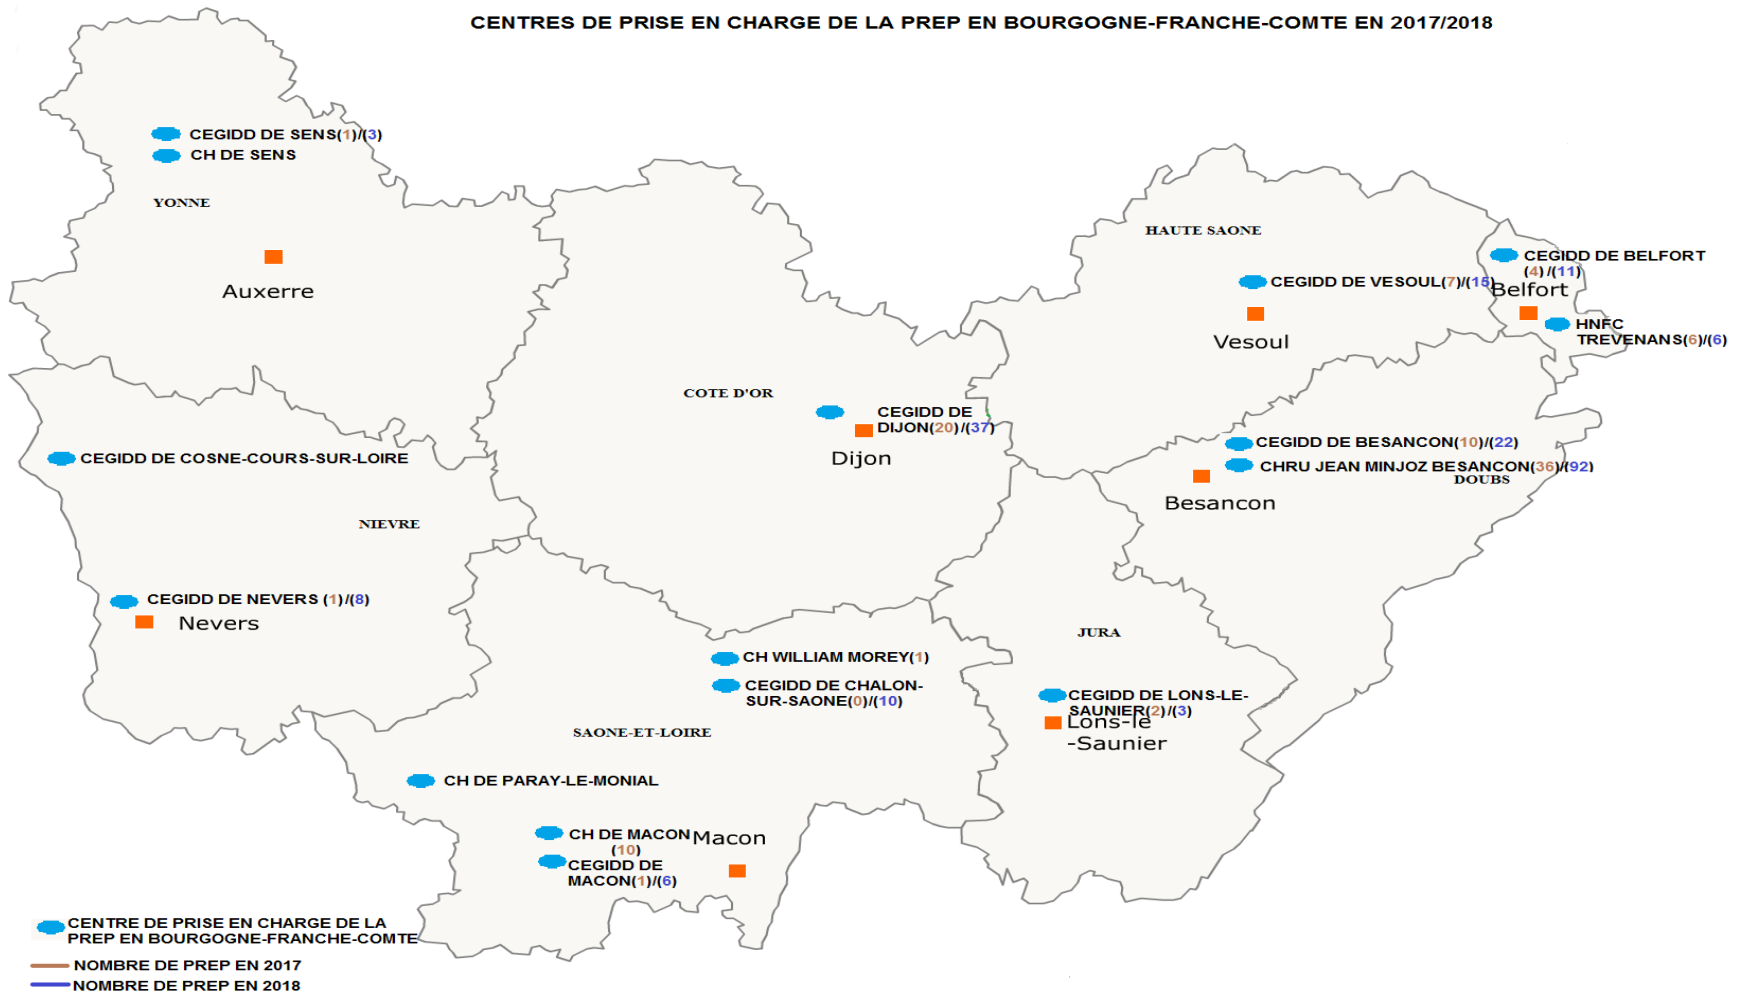 CENTRES DE PRISE EN CHARGE DE LA PREP EN BOURGOGNE-FRANCHE-COMTE EN 2017/2018
CEGIDD DE SENS(1)/(3)
CH DE SENS
YONNE
Auxerre
HAUTE SAONE
CEGIDD DE BELFORT
(4)/(11)
Belfort
CEGIDD DE VESOUL(7)/(15)
Vesoul
HNFC
TREVENANS(6)/(6)
COTE D'OR
CEGIDD DE
DIJON(20)/(37)
Dijon
CEGIDD DE BESANCON(10)/(22)
CHRU JEAN MINJOZ BESANCON(36)/(92)
DOUBS
Besancon
CEGIDD DE COSNE-COURS-SUR-LOIRE
NIEVRE
CEGIDD DE NEVERS (1)/(8)
Nevers
JURA
CH WILLIAM MOREY(1)
CEGIDD DE CHALON-
SUR-SAONE(0)/(10)
CEGIDD DE LONS-LE-
SAUNIER(2)/(3)
Lons-le
-Saunier
SAONE-ET-LOIRE
CH DE PARAY-LE-MONIAL
CH DE MACON
(10)
Macon
CEGIDD DE
MACON(1)/(6)
CENTRE DE PRISE EN CHARGE DE LA
PREP EN BOURGOGNE-FRANCHE-COMTE
NOMBRE DE PREP EN 2017
NOMBRE DE PREP EN 2018